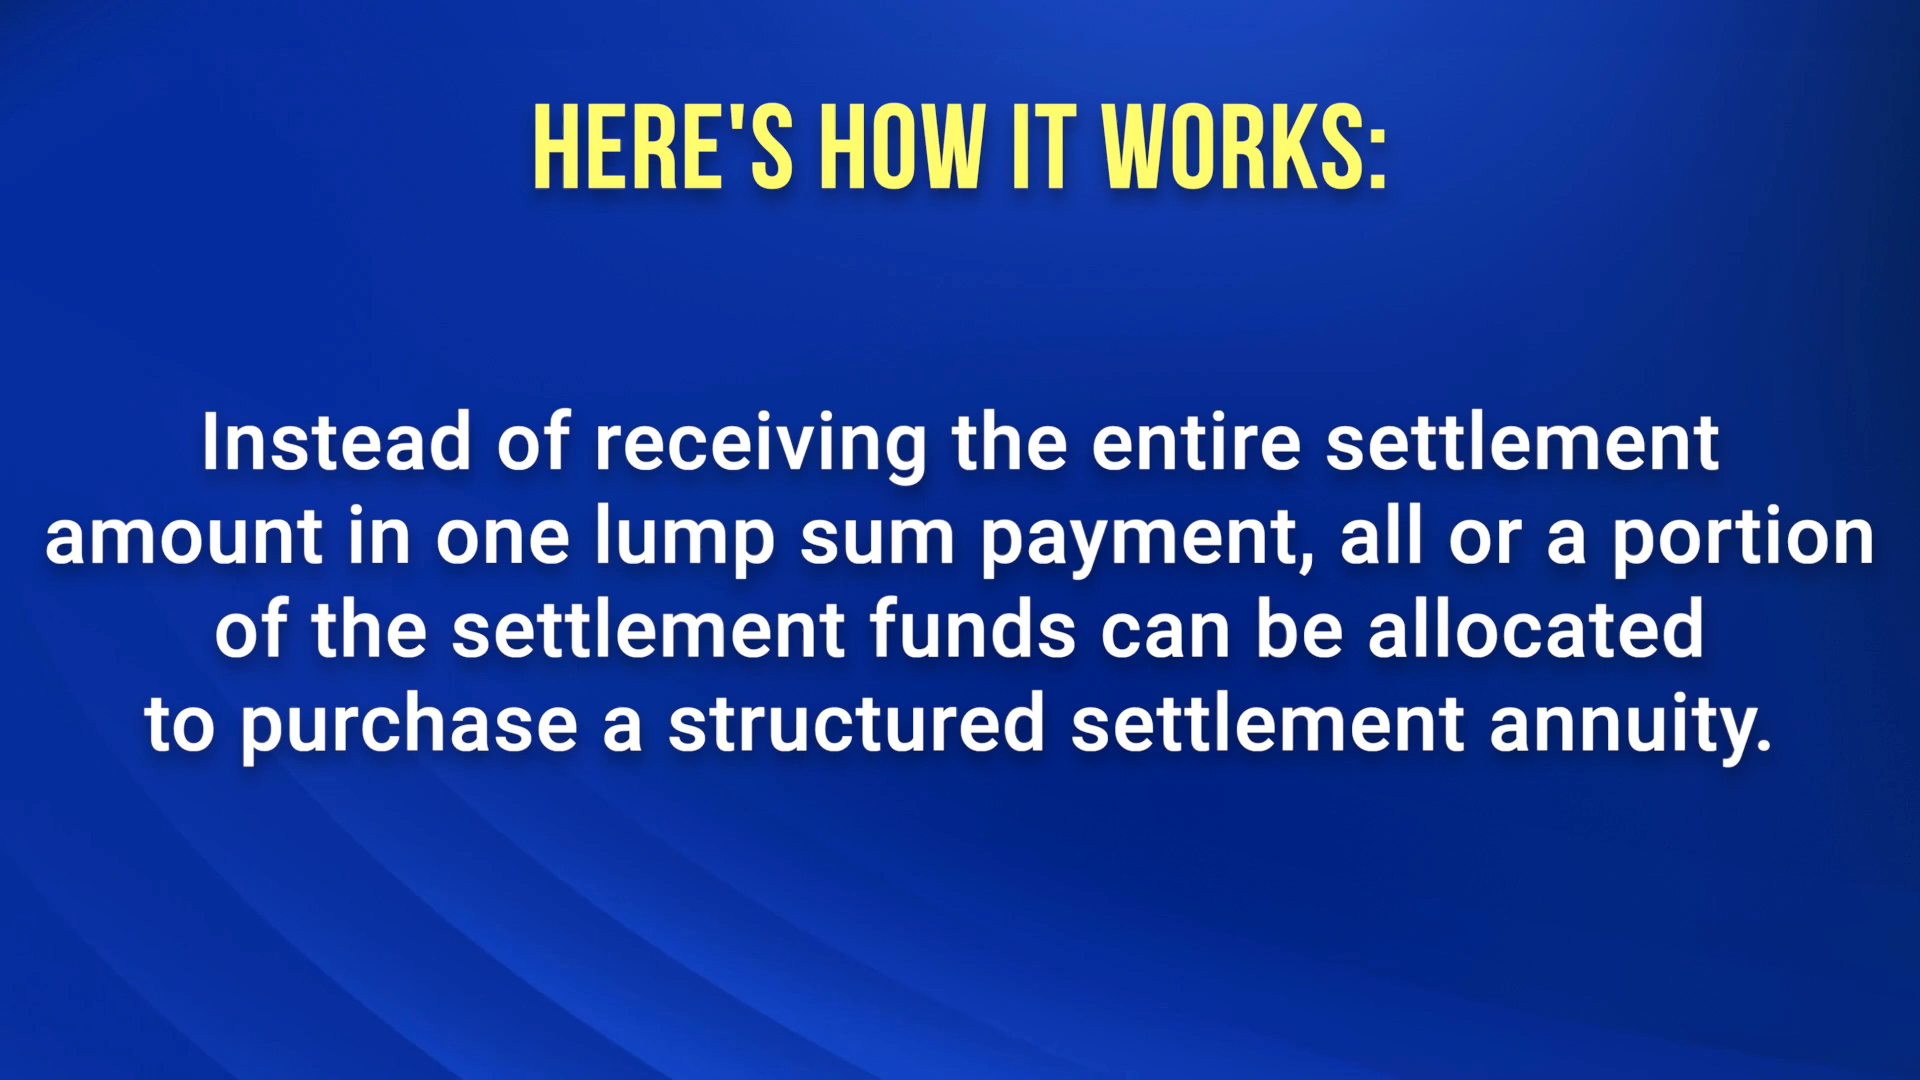 HERE'S HOW IT WORKS:
Instead of receiving the entire settlement
amount in one lump sum payment, all or a portion
of the settlement funds can be allocated
to purchase a structured settlement annuity.